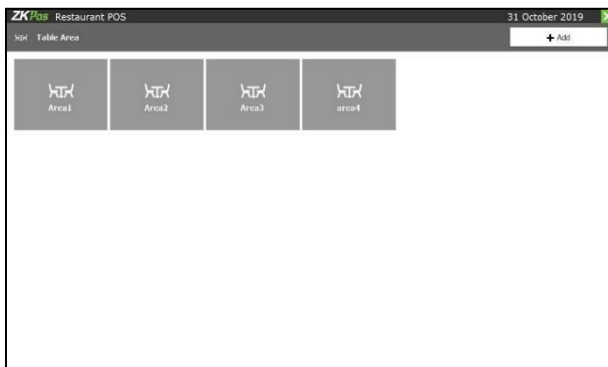 ZKPos Restaurant POS 31 October 2019
Table Area + Add
Area1 Area2 Area3 area4